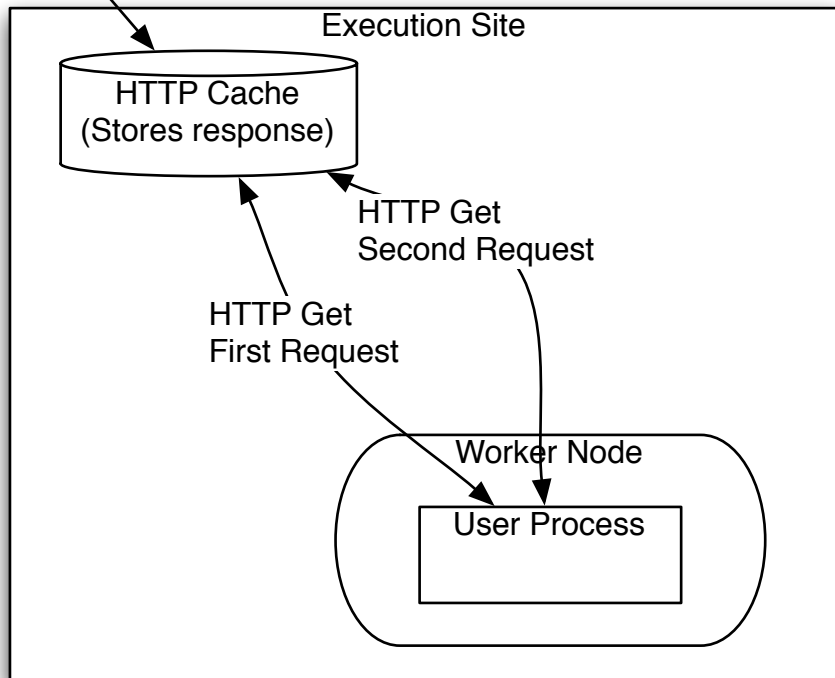 Execution Site
HTTP Cache
(Stores response)
HTTP Get
Second Request
HTTP Get
First Request
Worker Node
User Process